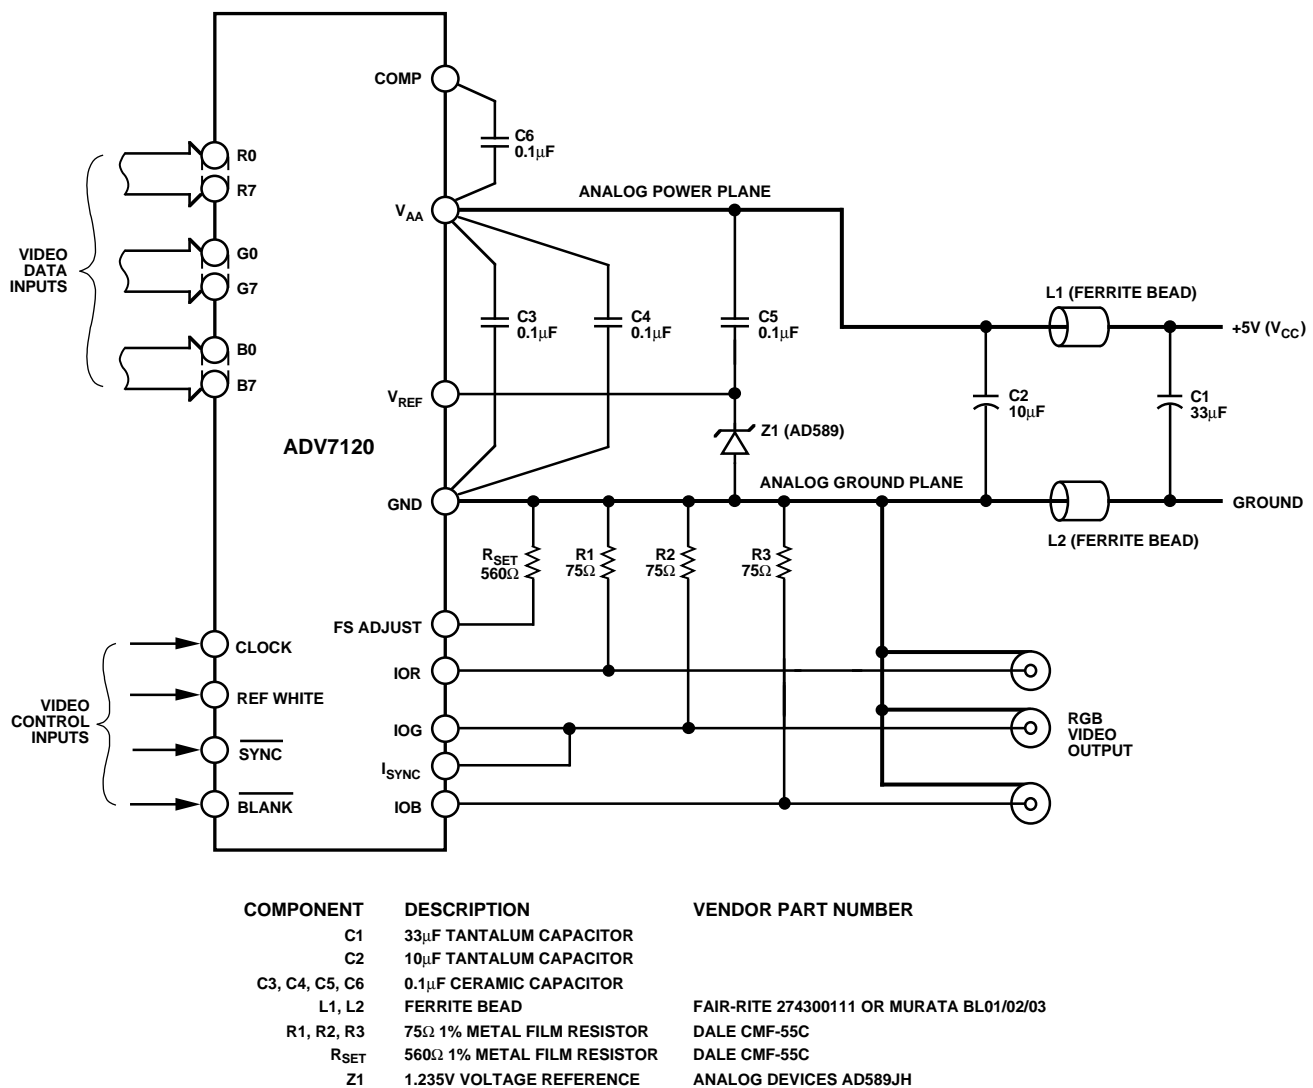 COMP
C6
0.1µF
R0
R7
ANALOG POWER PLANE
VAA
VIDEO
DATA
INPUTS
G0
G7
L1 (FERRITE BEAD)
C3
0.1µF
C4
0.1µF
C5
0.1µF
+5V (VCC)
B0
B7
VREF
C2
10µF
C1
33µF
Z1 (AD589)
ADV7120
ANALOG GROUND PLANE
GND
GROUND
L2 (FERRITE BEAD)
RSET
560Ω
R1
75Ω
R2
75Ω
R3
75Ω
FS ADJUST
CLOCK
IOR
REF WHITE
VIDEO
CONTROL
INPUTS
IOG
RGB
VIDEO
OUTPUT
SYNC
ISYNC
BLANK
IOB
COMPONENT DESCRIPTION VENDOR PART NUMBER
C1 33µF TANTALUM CAPACITOR
C2 10µF TANTALUM CAPACITOR
C3, C4, C5, C6 0.1µF CERAMIC CAPACITOR
L1, L2 FERRITE BEAD FAIR-RITE 274300111 OR MURATA BL01/02/03
R1, R2, R3 75Ω 1% METAL FILM RESISTOR DALE CMF-55C
RSET 560Ω 1% METAL FILM RESISTOR DALE CMF-55C
Z1 1.235V VOLTAGE REFERENCE ANALOG DEVICES AD589JH